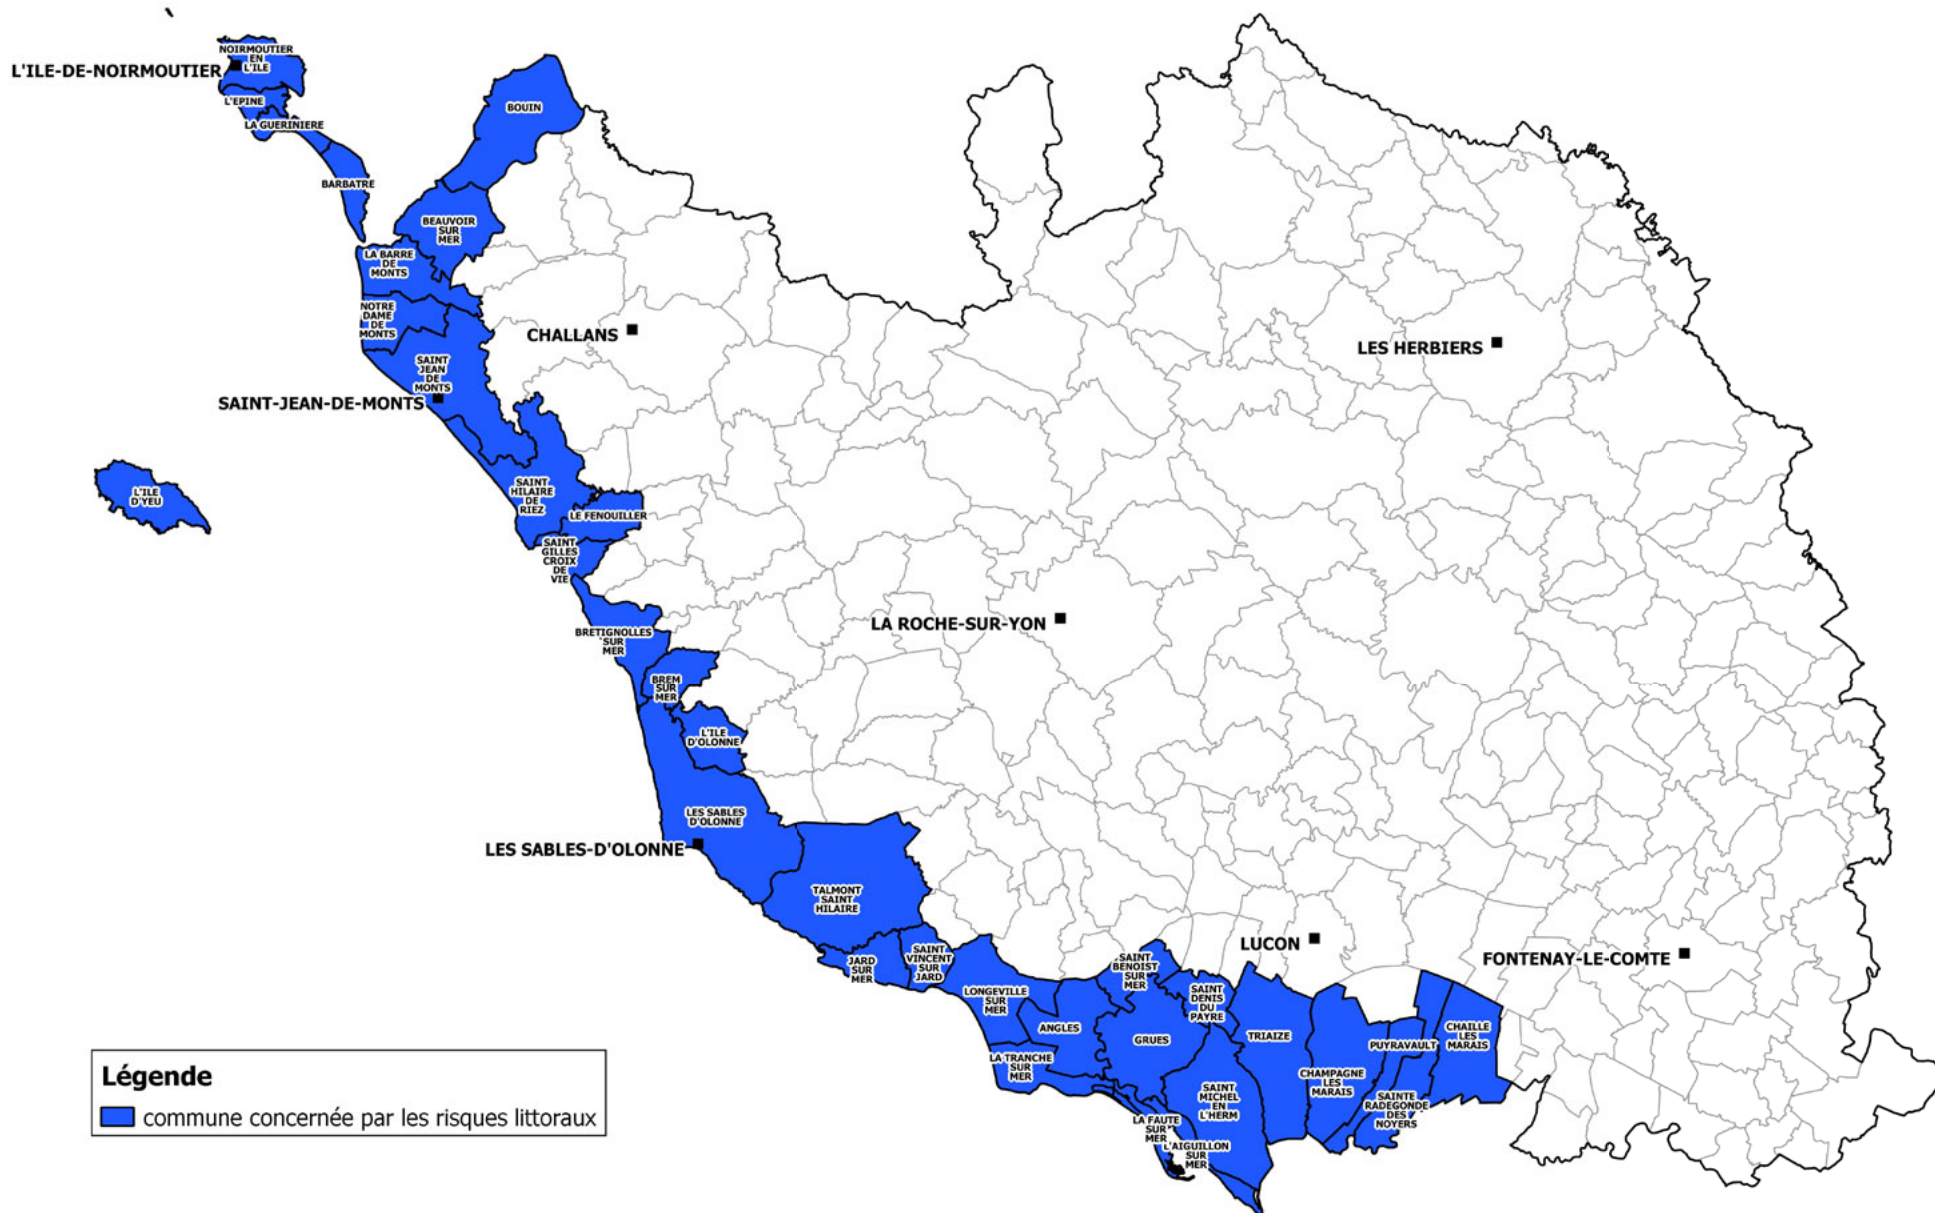 NOIRMOUTIER
EN
L'ILE
L'ILE-DE-NOIRMOUTIER
L'EPINE
LA GUERINIERE
BARBATRE
BOUIN
BEAUVOIR
SUR
MER
LA BARRE
DE
MONTS
NOTRE
DAME
DE
MONTS
CHALLANS
LES HERBIERS
SAINT
JEAN
DE
MONTS
SAINT-JEAN-DE-MONTS
L'ILE
D'YEU
SAINT
HILAIRE
DE
RIEZ
LE FENOUILLER
SAINT
GILLES
CROIX
DE
VIE
LA ROCHE-SUR-YON
BRETIGNOLLES
SUR
MER
BREM
SUR
MER
L'ILE
D'OLONNE
LES SABLES
D'OLONNE
LES SABLES-D'OLONNE
TALMONT
SAINT
HILAIRE
JARD
SUR
MER
SAINT
VINCENT
SUR
JARD
LUCON
FONTENAY-LE-COMTE
LONGEVILLE
SUR
MER
ANGLES
SAINT
BENOIST
SUR
MER
SAINT
DENIS
DU
PAYRE
GRUES
TRIAIZE
PUYRAVAULT
CHAILLE
LES
MARAIS
LA TRANCHE
SUR
MER
SAINT
MICHEL
EN
L'HERM
CHAMPAGNE
LES
MARAIS
SAINTE
RADEGONDE
DES
NOYERS
LA FAUTE
SUR
MER
L'AIGUILLON
SUR
MER
Légende
commune concernée par les risques littoraux